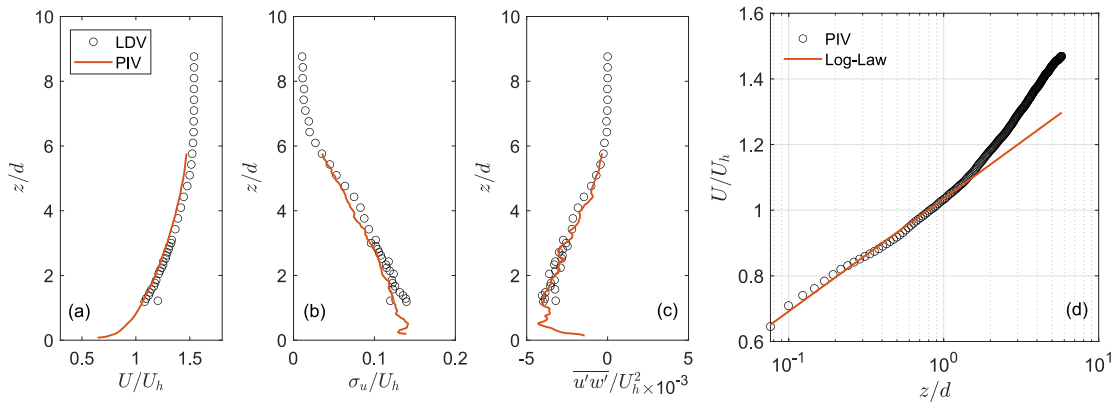 10
8
6
4
2
0
z/d
LDV
PIV
(a)
0.5 1 1.5
U/U_h
10
8
6
4
2
0
z/d
(b)
0 0.1 0.2
σ_u/U_h
10
8
6
4
2
0
z/d
(c)
-5 0 5
u'w'/U_h^2 ×10^-3
1.6
1.4
1.2
1
0.8
0.6
U/U_h
PIV
Log-Law
(d)
10^-1 10^0 10^1
z/d